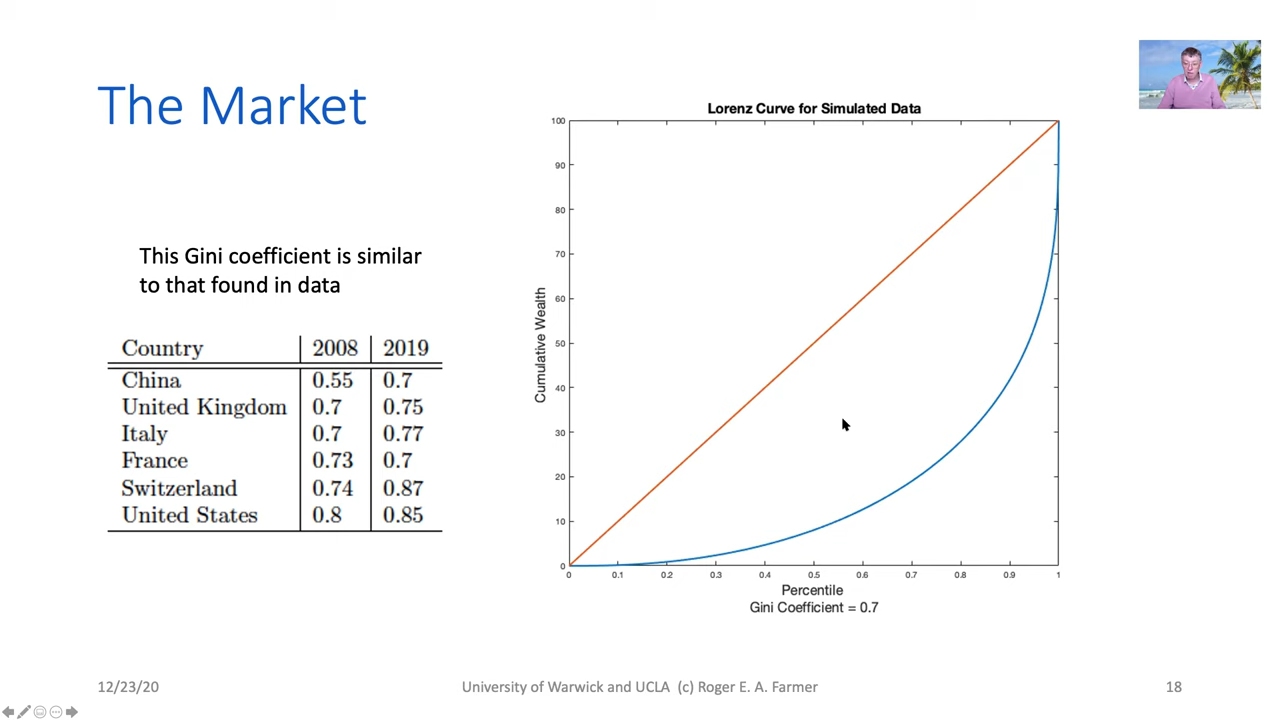 The Market
This Gini coefficient is similar
to that found in data
Country 2008 2019
China 0.55 0.7
United Kingdom 0.7 0.75
Italy 0.7 0.77
France 0.73 0.7
Switzerland 0.74 0.87
United States 0.8 0.85
Lorenz Curve for Simulated Data
Cumulative Wealth
100
90
80
70
60
50
40
30
20
10
0
0 0.1 0.2 0.3 0.4 0.5 0.6 0.7 0.8 0.9 1
Percentile
Gini Coefficient = 0.7
12/23/20 University of Warwick and UCLA (c) Roger E. A. Farmer 18